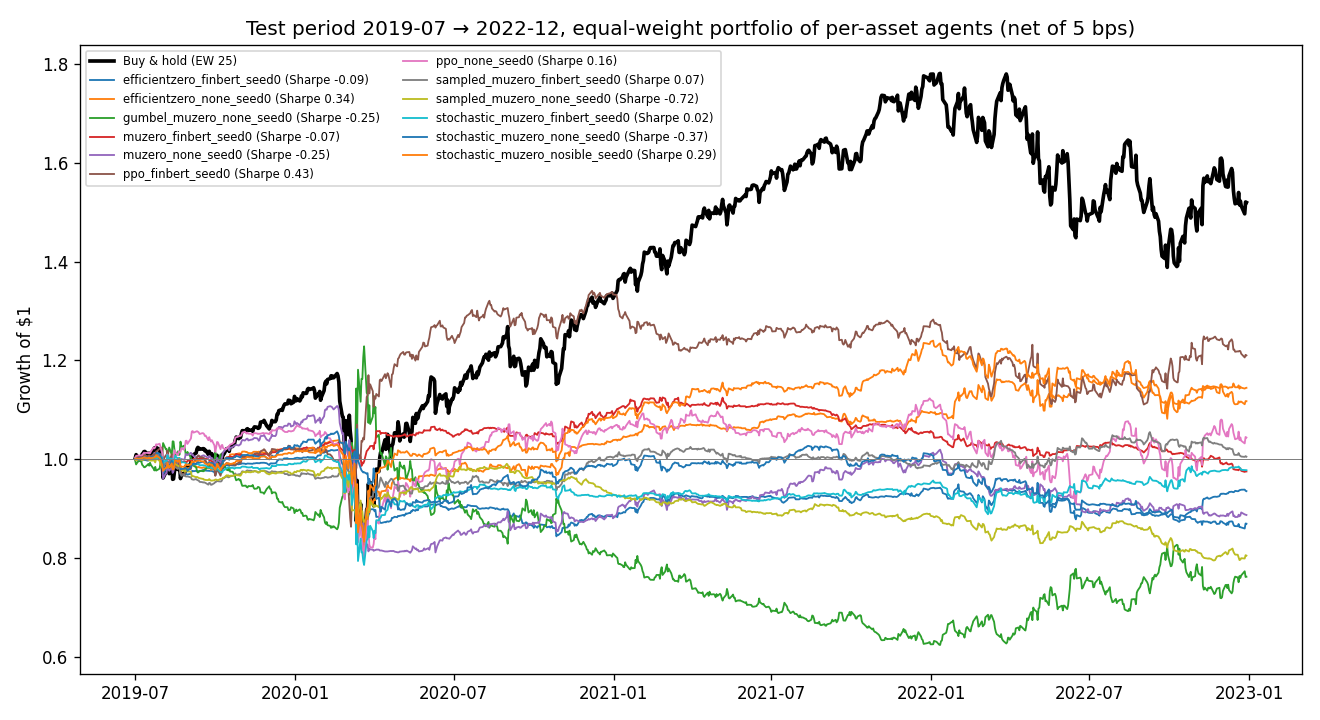 Test period 2019-07 → 2022-12, equal-weight portfolio of per-asset agents (net of 5 bps)
Buy & hold (EW 25)
efficientzero_finbert_seed0 (Sharpe -0.09)
efficientzero_none_seed0 (Sharpe 0.34)
gumbel_muzero_none_seed0 (Sharpe -0.25)
muzero_finbert_seed0 (Sharpe -0.07)
muzero_none_seed0 (Sharpe -0.25)
ppo_finbert_seed0 (Sharpe 0.43)
ppo_none_seed0 (Sharpe 0.16)
sampled_muzero_finbert_seed0 (Sharpe 0.07)
sampled_muzero_none_seed0 (Sharpe -0.72)
stochastic_muzero_finbert_seed0 (Sharpe 0.02)
stochastic_muzero_none_seed0 (Sharpe -0.37)
stochastic_muzero_nosible_seed0 (Sharpe 0.29)
Growth of $1
1.8
1.6
1.4
1.2
1.0
0.8
0.6
2019-07
2020-01
2020-07
2021-01
2021-07
2022-01
2022-07
2023-01